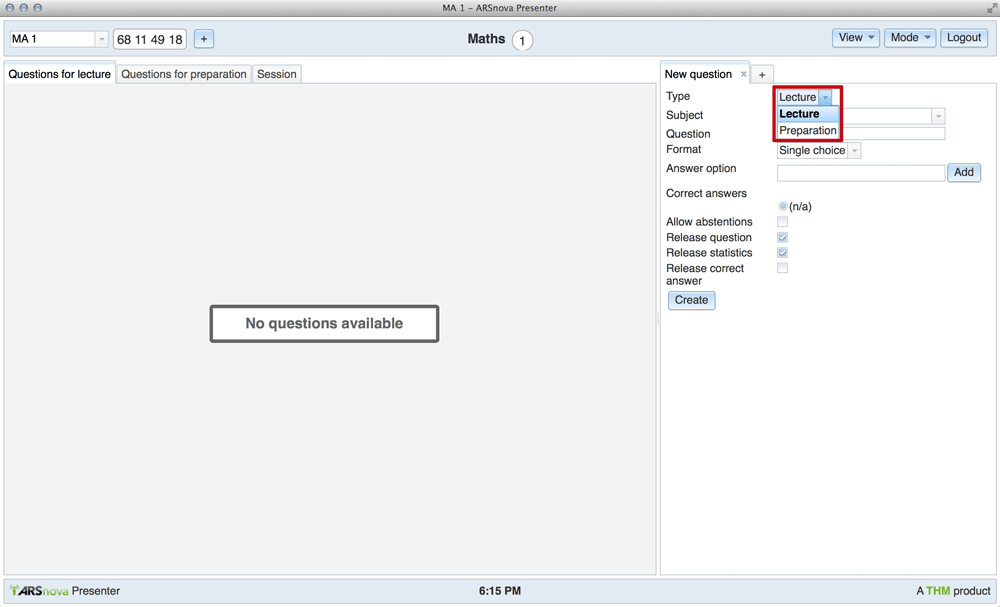 MA 1 – ARSnova Presenter
MA 1
68 11 49 18
+
Maths 1
View
Mode
Logout
Questions for lecture
Questions for preparation
Session
New question
+
Type
Lecture
Lecture
Preparation
Subject
Question
Format
Single choice
Answer option
Add
Correct answers
(n/a)
Allow abstentions
Release question
Release statistics
Release correct
answer
Create
No questions available
ARSnova Presenter
6:15 PM
A THM product